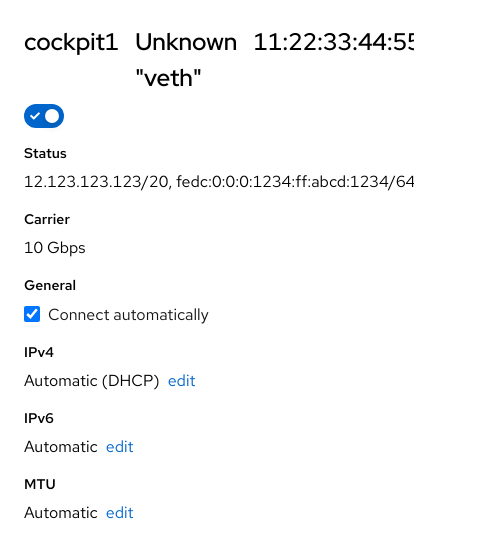 cockpit1 Unknown 11:22:33:44:55
"veth"
Status
12.123.123.123/20, fedc:0:0:0:1234:ff:abcd:1234/64
Carrier
10 Gbps
General
Connect automatically
IPv4
Automatic (DHCP) edit
IPv6
Automatic edit
MTU
Automatic edit